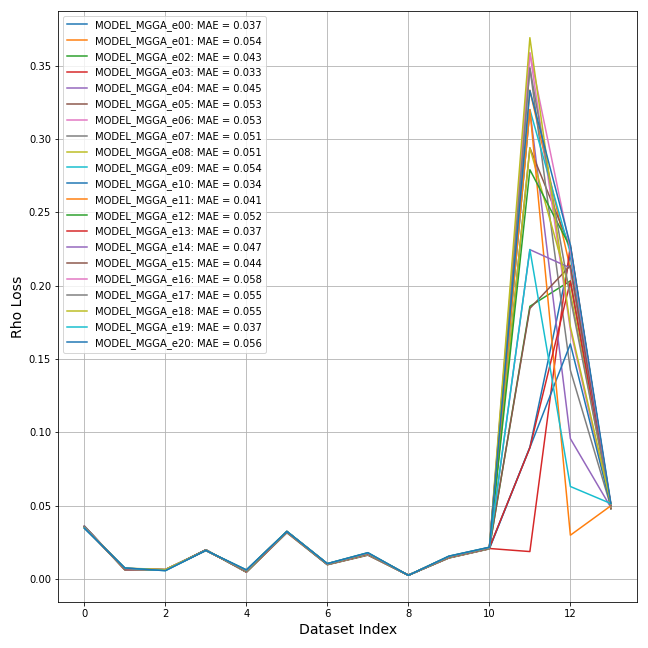 MODEL_MGGA_e00: MAE = 0.037
MODEL_MGGA_e01: MAE = 0.054
MODEL_MGGA_e02: MAE = 0.043
MODEL_MGGA_e03: MAE = 0.033
MODEL_MGGA_e04: MAE = 0.045
MODEL_MGGA_e05: MAE = 0.053
MODEL_MGGA_e06: MAE = 0.053
MODEL_MGGA_e07: MAE = 0.051
MODEL_MGGA_e08: MAE = 0.051
MODEL_MGGA_e09: MAE = 0.054
MODEL_MGGA_e10: MAE = 0.034
MODEL_MGGA_e11: MAE = 0.041
MODEL_MGGA_e12: MAE = 0.052
MODEL_MGGA_e13: MAE = 0.037
MODEL_MGGA_e14: MAE = 0.047
MODEL_MGGA_e15: MAE = 0.044
MODEL_MGGA_e16: MAE = 0.058
MODEL_MGGA_e17: MAE = 0.055
MODEL_MGGA_e18: MAE = 0.055
MODEL_MGGA_e19: MAE = 0.037
MODEL_MGGA_e20: MAE = 0.056
Rho Loss
0.35
0.30
0.25
0.20
0.15
0.10
0.05
0.00
0 2 4 6 8 10 12
Dataset Index